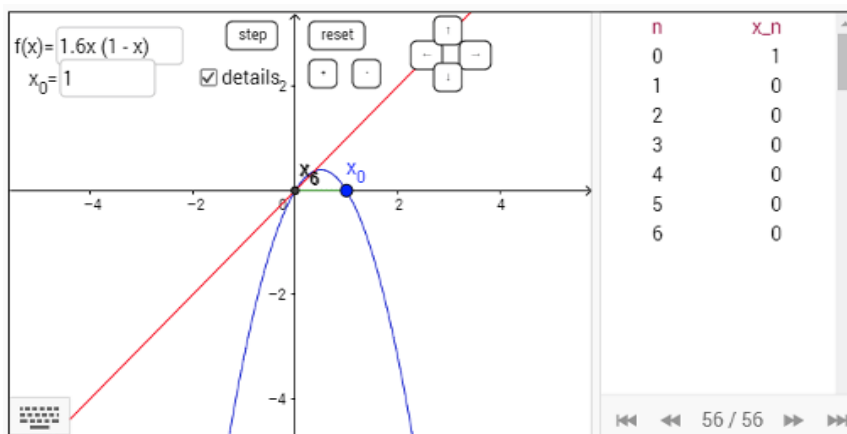 f(x)= 1.6x (1 - x)
step
reset
x₀= 1
details
+
-
←
↑
→
↓
2
x₆
x₀
−4
−2
0
2
4
−2
−4
n x_n
0 1
1 0
2 0
3 0
4 0
5 0
6 0
56 / 56